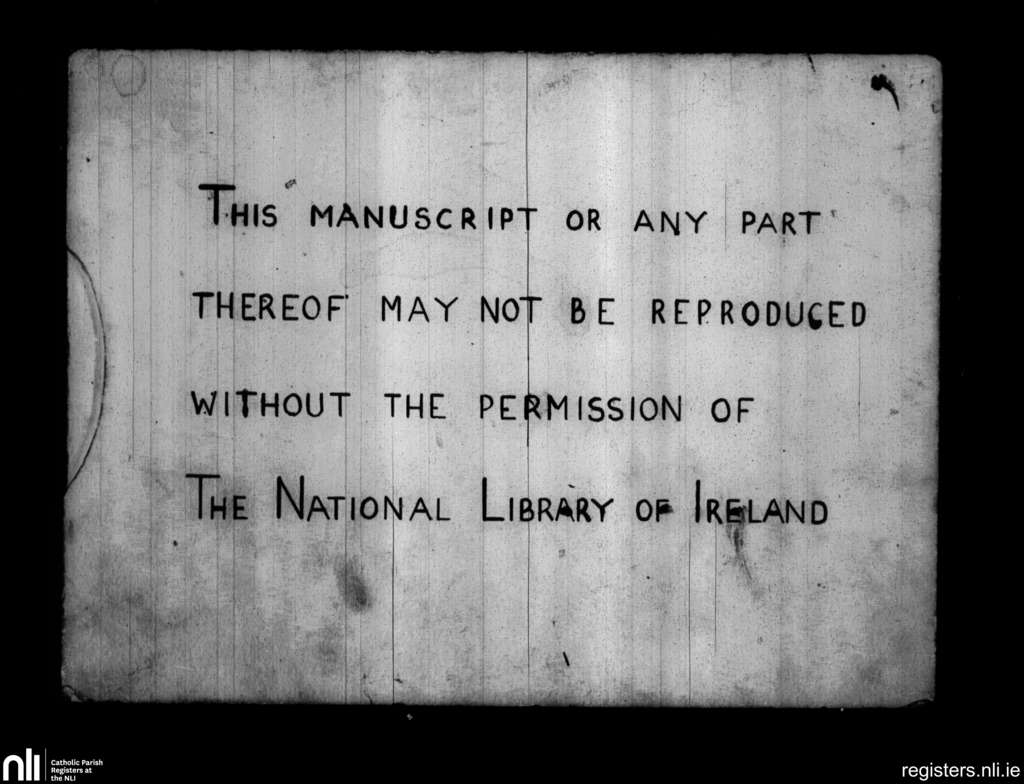 This manuscript or any part
thereof may not be reproduced
without the permission of
The National Library of Ireland
nli
Catholic Parish
Registers at
the NLI
registers.nli.ie